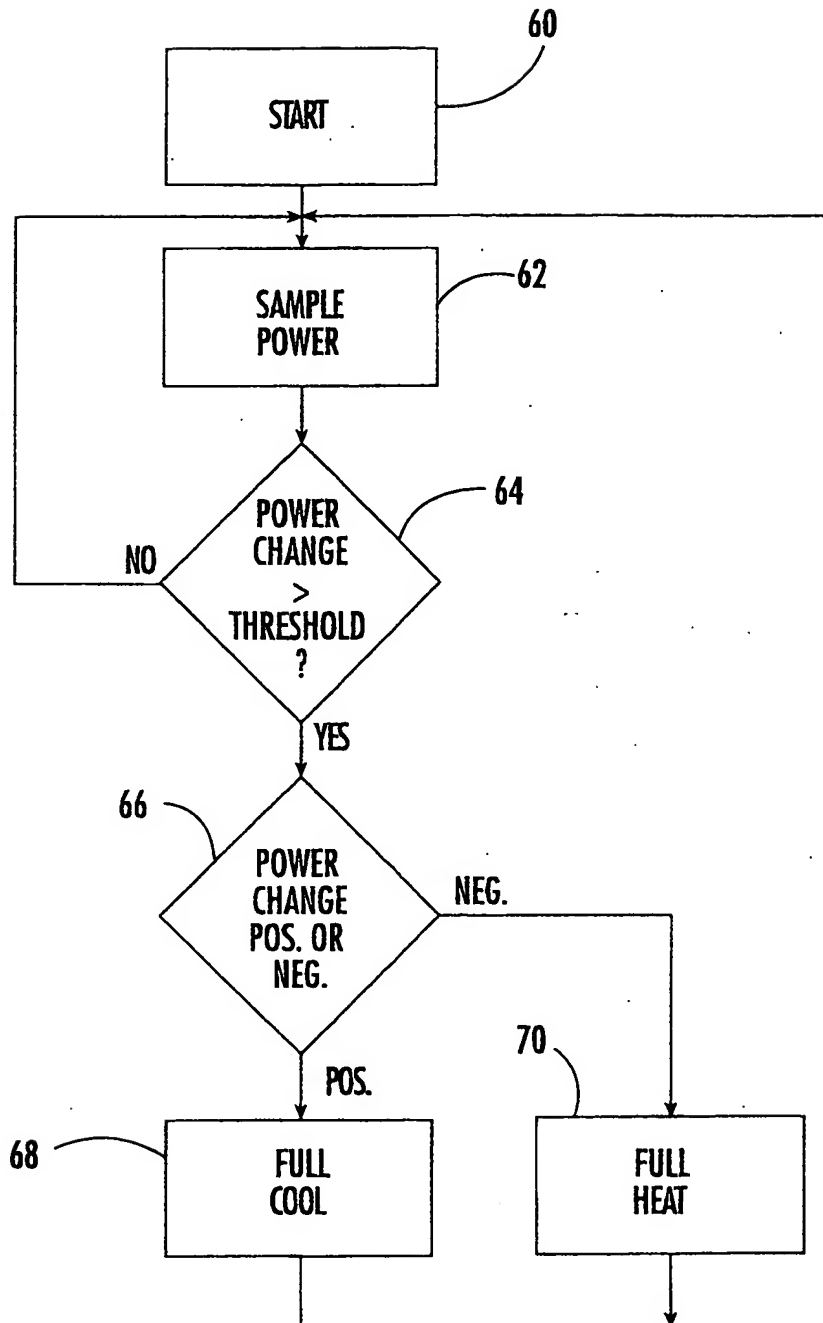 60
START
62
SAMPLE
POWER
64
POWER
CHANGE
>
THRESHOLD
?
NO
YES
66
POWER
CHANGE
POS. OR
NEG.
NEG.
POS.
70
68
FULL
COOL
FULL
HEAT